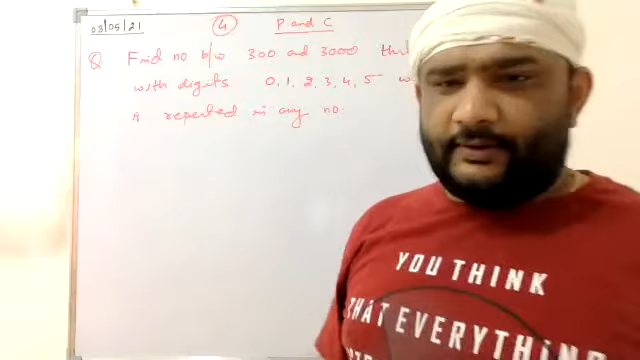 03/05/21 4 P and C
Q Find no b/w 300 and 3000
with digits 0, 1, 2, 3, 4, 5
is repeated in any no.
YOU THINK
THAT EVERYTHING